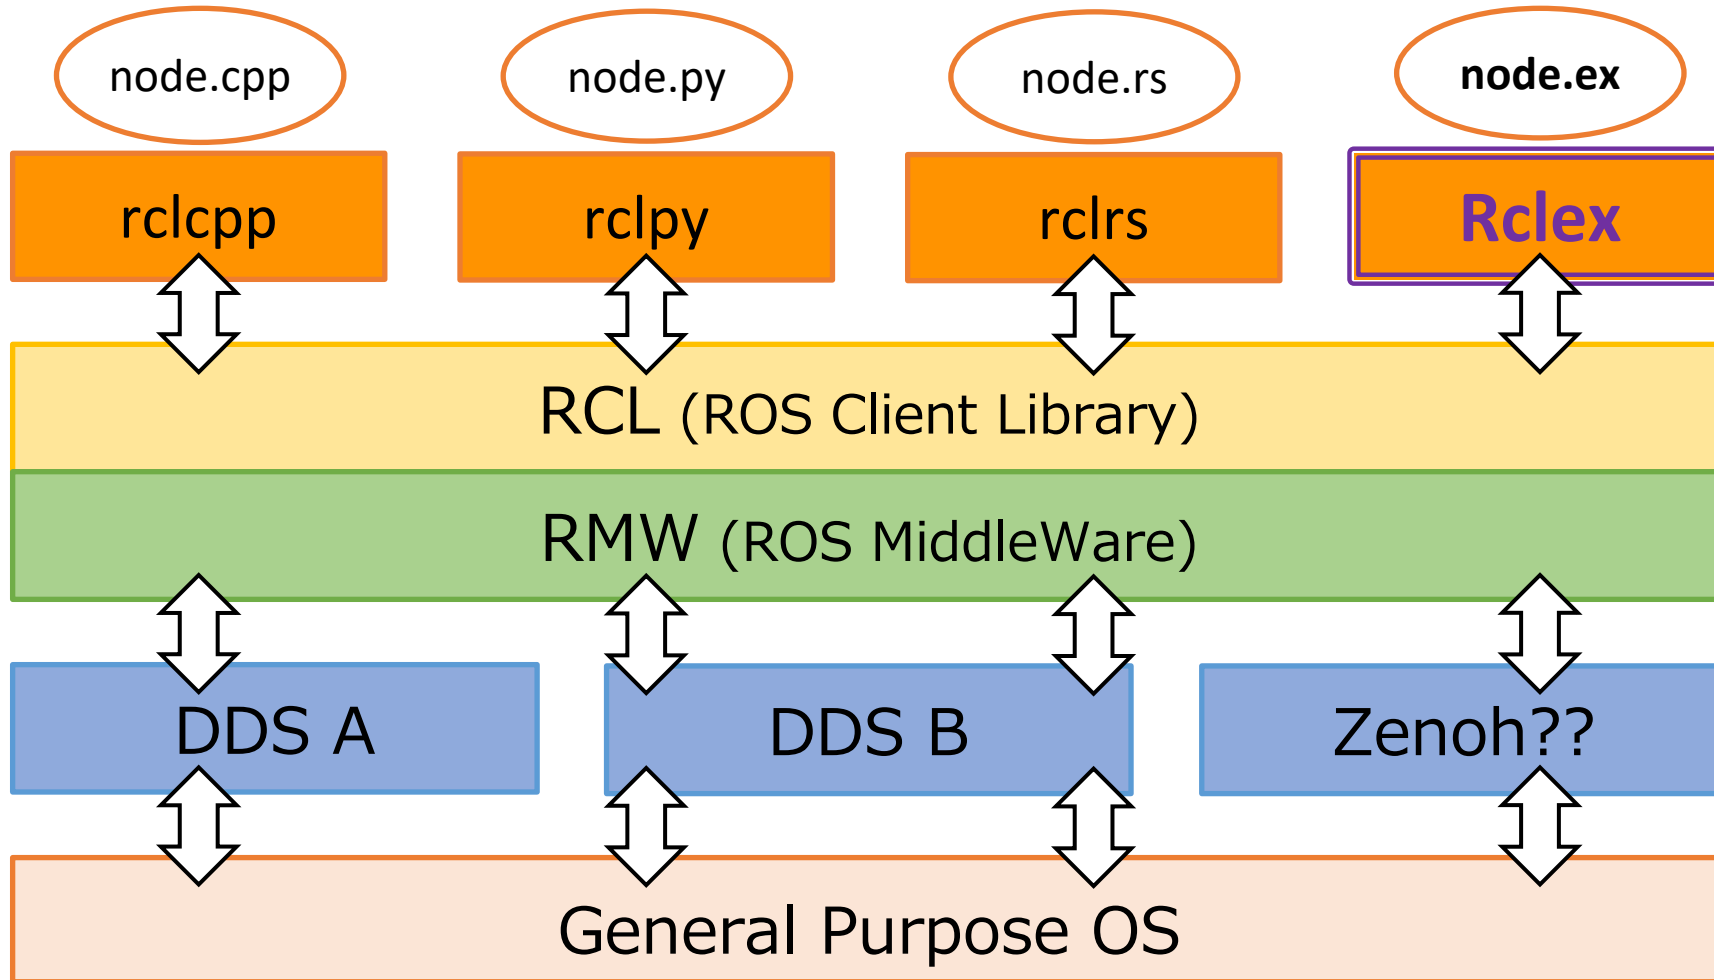 node.cpp
node.py
node.rs
node.ex
rclcpp
rclpy
rclrs
Rclex
RCL (ROS Client Library)
RMW (ROS MiddleWare)
DDS A
DDS B
Zenoh??
General Purpose OS